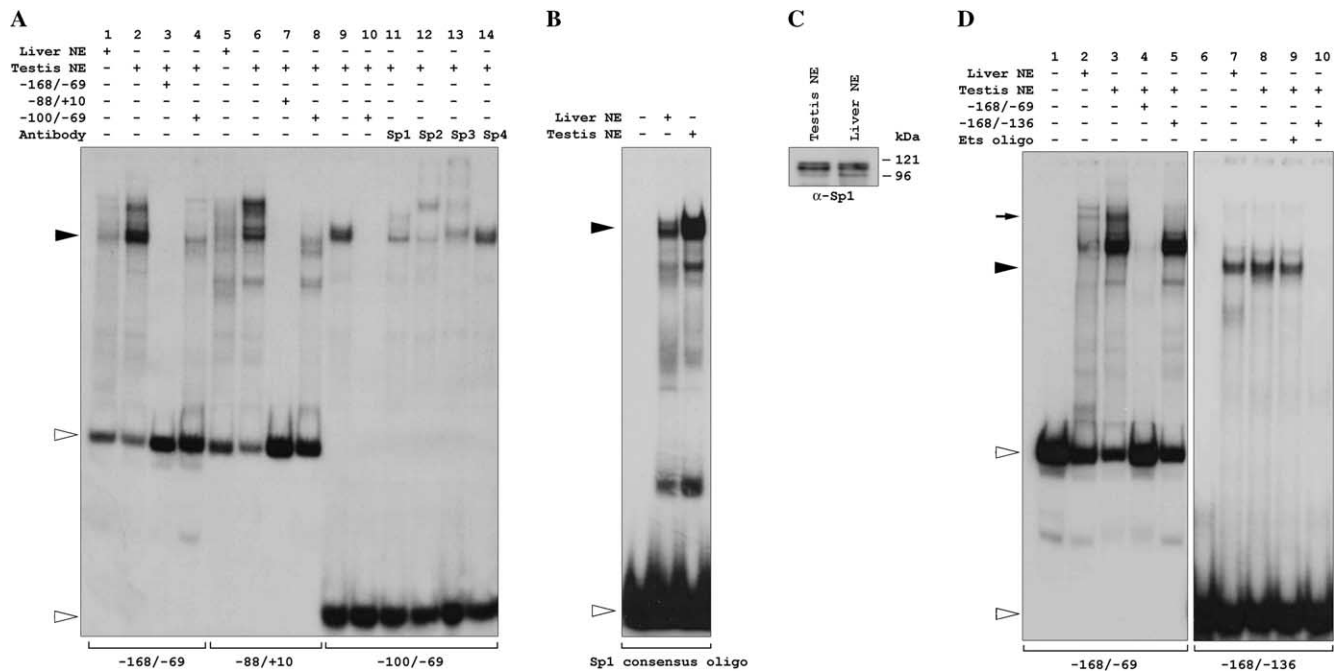 A
1 2 3 4 5 6 7 8 9 10 11 12 13 14
Liver NE + - - - + - - - - - - - - -
Testis NE - + + + - + + + + + + + + +
-168/-69 - - + - - - - - - - - - - -
-88/+10 - - - - - - + - - - - - - -
-100/-69 - - - + - - - + - + - - - -
Antibody - - - - - - - - - - Sp1 Sp2 Sp3 Sp4
-168/-69 -88/+10 -100/-69
B
Liver NE - + -
Testis NE - - +
Sp1 consensus oligo
C
Testis NE
Liver NE
kDa
- 121
- 96
α-Sp1
D
1 2 3 4 5 6 7 8 9 10
Liver NE - + - - - - + - - -
Testis NE - - + + + - - + + +
-168/-69 - - - + - - - - - -
-168/-136 - - - - + - - - - +
Ets oligo - - - - - - - - + -
-168/-69 -168/-136